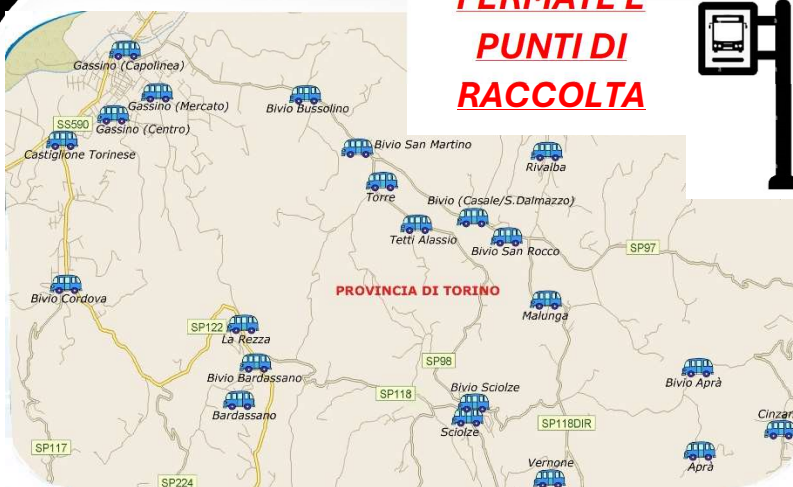 FERMATE E
PUNTI DI
RACCOLTA
Gassino (Capolinea)
Gassino (Mercato)
Bivio Bussolino
SS590
Gassino (Centro)
Castiglione Torinese
Bivio San Martino
Rivalba
Torre
Bivio (Casale/S.Dalmazzo)
Tetti Alassio
Bivio San Rocco
SP97
PROVINCIA DI TORINO
Bivio Cordova
Malunga
SP122
La Rezza
SP98
Bivio Bardassano
Bivio Aprà
SP118
Bivio Sciolze
Bardassano
Cinzan
Sciolze
SP118DIR
SP117
Vernone
Aprà
SP224